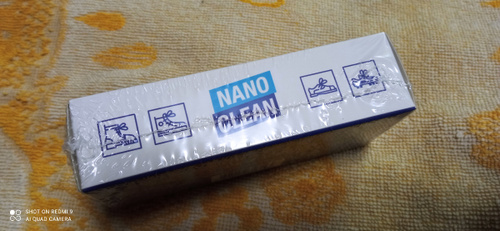 NANO
CLEAN
SHOT ON REDMI 9
AI QUAD CAMERA